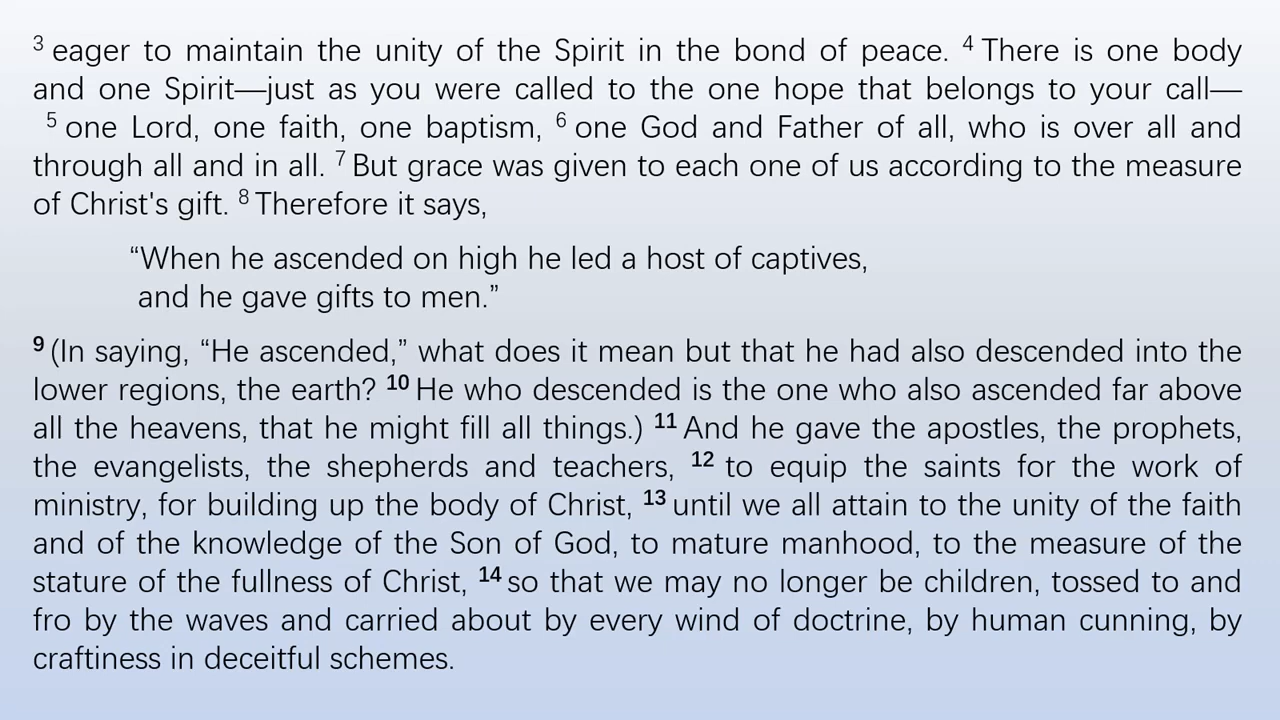 3 eager to maintain the unity of the Spirit in the bond of peace. 4 There is one body
and one Spirit—just as you were called to the one hope that belongs to your call—
5 one Lord, one faith, one baptism, 6 one God and Father of all, who is over all and
through all and in all. 7 But grace was given to each one of us according to the measure
of Christ's gift. 8 Therefore it says,
“When he ascended on high he led a host of captives,
and he gave gifts to men.”
9 (In saying, “He ascended,” what does it mean but that he had also descended into the
lower regions, the earth? 10 He who descended is the one who also ascended far above
all the heavens, that he might fill all things.) 11 And he gave the apostles, the prophets,
the evangelists, the shepherds and teachers, 12 to equip the saints for the work of
ministry, for building up the body of Christ, 13 until we all attain to the unity of the faith
and of the knowledge of the Son of God, to mature manhood, to the measure of the
stature of the fullness of Christ, 14 so that we may no longer be children, tossed to and
fro by the waves and carried about by every wind of doctrine, by human cunning, by
craftiness in deceitful schemes.